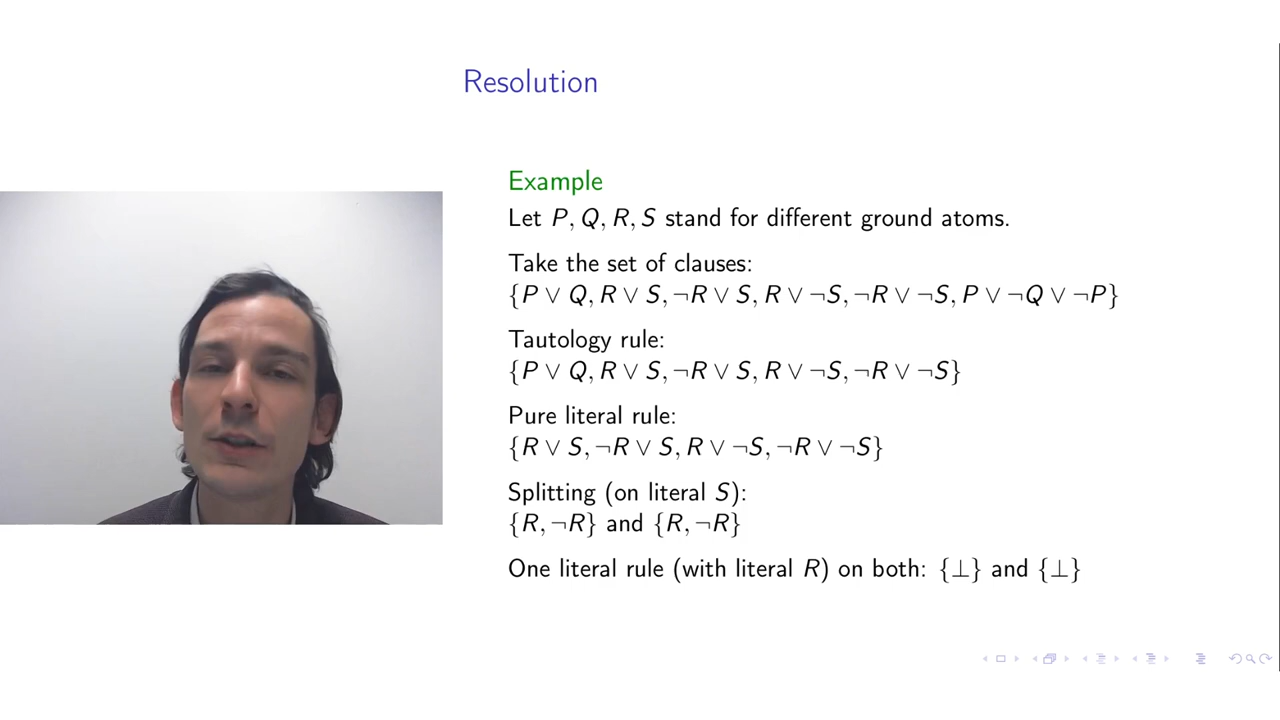 Resolution
Example
Let P, Q, R, S stand for different ground atoms.
Take the set of clauses:
{P ∨ Q, R ∨ S, ¬R ∨ S, R ∨ ¬S, ¬R ∨ ¬S, P ∨ ¬Q ∨ ¬P}
Tautology rule:
{P ∨ Q, R ∨ S, ¬R ∨ S, R ∨ ¬S, ¬R ∨ ¬S}
Pure literal rule:
{R ∨ S, ¬R ∨ S, R ∨ ¬S, ¬R ∨ ¬S}
Splitting (on literal S):
{R, ¬R} and {R, ¬R}
One literal rule (with literal R) on both: {⊥} and {⊥}